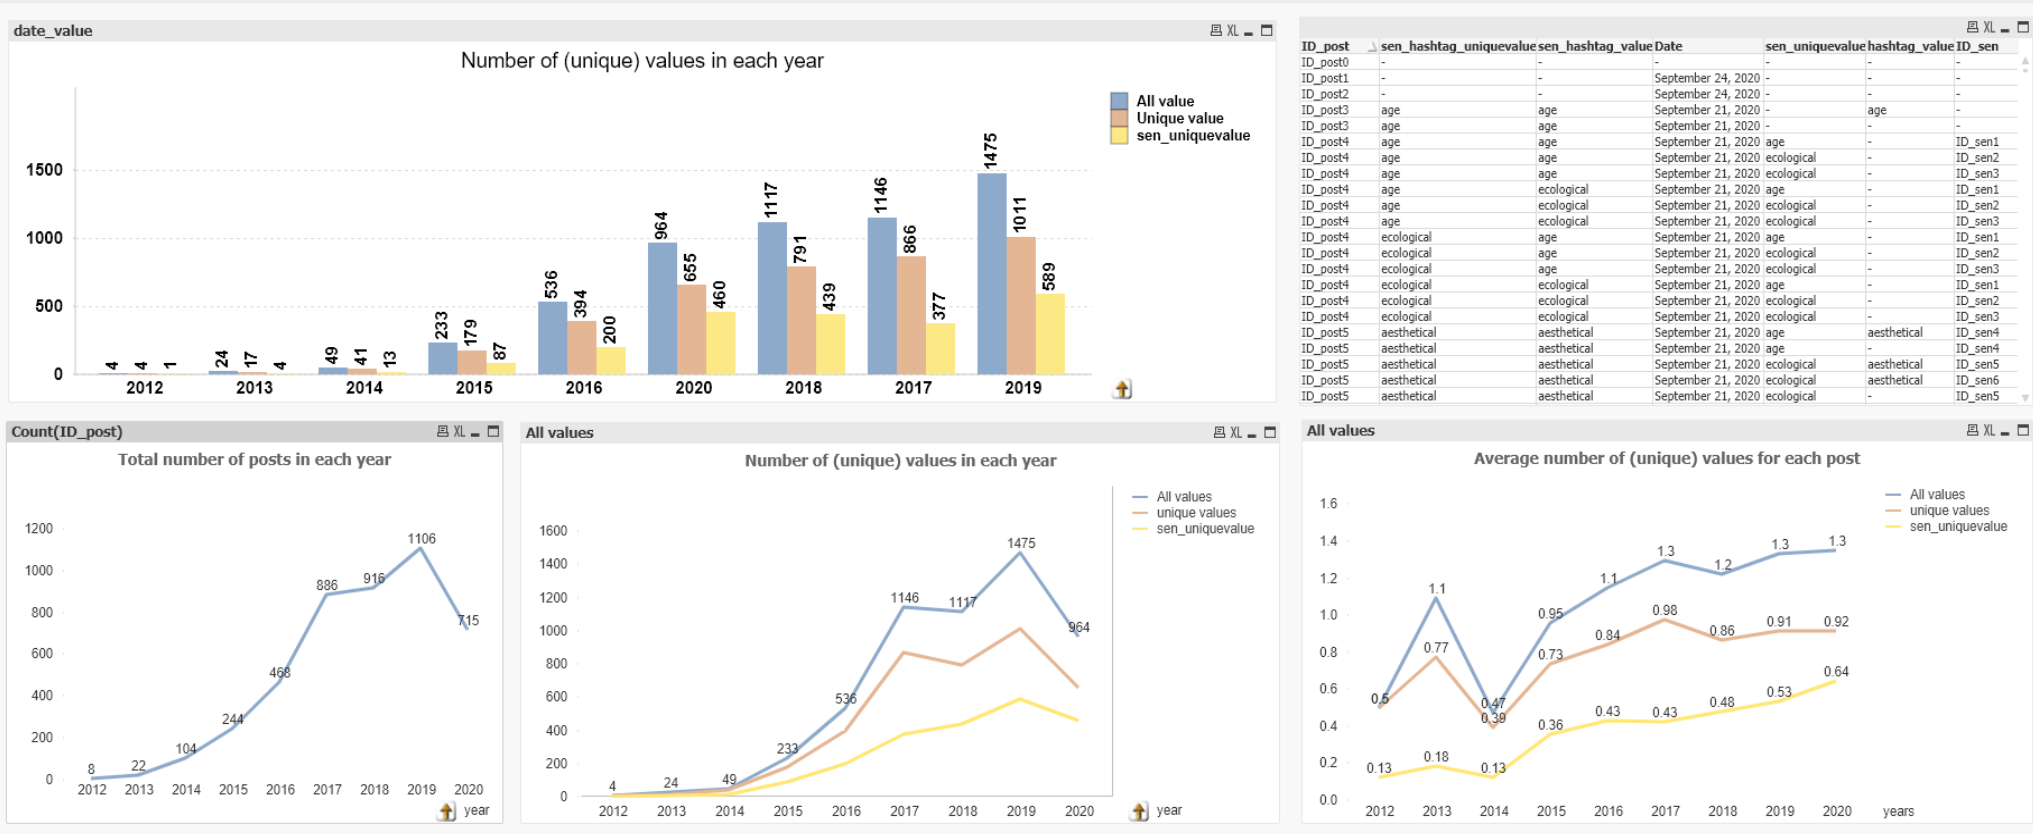 date_value
XL
Number of (unique) values in each year
All value
Unique value
sen_uniquevalue
1500
1000
500
0
4 4 1
24 17 4
49 41 13
233 179 87
536 394 200
964 655 460
1117 791 439
1146 866 377
1475 1011 589
2012 2013 2014 2015 2016 2020 2018 2017 2019
XL
ID_post sen_hashtag_uniquevalue sen_hashtag_value Date sen_uniquevalue hashtag_value ID_sen
ID_post0 - - - - - -
ID_post1 - - September 24, 2020 - - -
ID_post2 - - September 24, 2020 - - -
ID_post3 age age September 21, 2020 - age -
ID_post3 age age September 21, 2020 - - -
ID_post4 age age September 21, 2020 age - ID_sen1
ID_post4 age age September 21, 2020 ecological - ID_sen2
ID_post4 age age September 21, 2020 ecological - ID_sen3
ID_post4 age ecological September 21, 2020 age - ID_sen1
ID_post4 age ecological September 21, 2020 ecological - ID_sen2
ID_post4 age ecological September 21, 2020 ecological - ID_sen3
ID_post4 ecological age September 21, 2020 age - ID_sen1
ID_post4 ecological age September 21, 2020 ecological - ID_sen2
ID_post4 ecological age September 21, 2020 ecological - ID_sen3
ID_post4 ecological ecological September 21, 2020 age - ID_sen1
ID_post4 ecological ecological September 21, 2020 ecological - ID_sen2
ID_post4 ecological ecological September 21, 2020 ecological - ID_sen3
ID_post5 aesthetical aesthetical September 21, 2020 age aesthetical ID_sen4
ID_post5 aesthetical aesthetical September 21, 2020 age - ID_sen4
ID_post5 aesthetical aesthetical September 21, 2020 ecological aesthetical ID_sen5
ID_post5 aesthetical aesthetical September 21, 2020 ecological aesthetical ID_sen6
ID_post5 aesthetical aesthetical September 21, 2020 ecological - ID_sen5
Count(ID_post)
XL
Total number of posts in each year
1200
1000
800
600
400
200
0
8 22 104 244 468 886 916 1106 715
2012 2013 2014 2015 2016 2017 2018 2019 2020
year
All values
XL
Number of (unique) values in each year
All values
unique values
sen_uniquevalue
1600
1400
1200
1000
800
600
400
200
0
4 24 49 233 536 1146 1117 1475 964
2012 2013 2014 2015 2016 2017 2018 2019 2020
year
All values
XL
Average number of (unique) values for each post
All values
unique values
sen_uniquevalue
1.6
1.4
1.2
1.0
0.8
0.6
0.4
0.2
0.0
0.5 1.1 0.47 0.95 1.1 1.3 1.2 1.3 1.3
0.5 0.77 0.39 0.73 0.84 0.98 0.86 0.91 0.92
0.13 0.18 0.13 0.36 0.43 0.43 0.48 0.53 0.64
2012 2013 2014 2015 2016 2017 2018 2019 2020
years